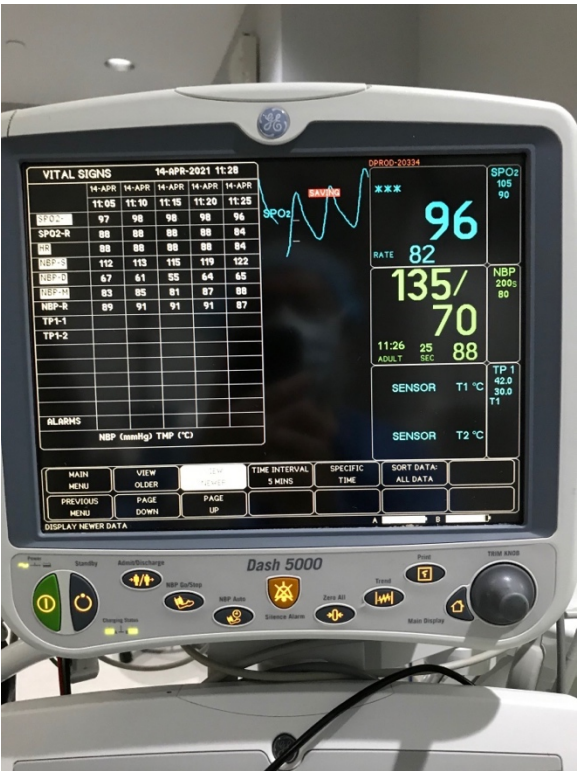 GE
DPROD-20334
VITAL SIGNS 14-APR-2021 11:28
14-APR 14-APR 14-APR 14-APR 14-APR
11:05 11:10 11:15 11:20 11:25
SPO2- 97 98 98 98 96
SPO2-R 88 88 88 88 84
HR 88 88 88 88 84
NBP-S 112 113 115 119 122
NBP-D 67 61 55 64 65
NBP-M 83 85 81 87 88
NBP-R 89 91 91 91 87
TP1-1
TP1-2
ALARMS
NBP (mmHg) TMP (°C)
SAVING
SPO2
***
96
RATE 82
SPO2
105
90
135/
70
11:26 25 88
ADULT SEC
NBP
200S
80
SENSOR T1 °C
SENSOR T2 °C
TP 1
42.0
30.0
T1
MAIN MENU
VIEW OLDER
VIEW NEWER
TIME INTERVAL 5 MINS
SPECIFIC TIME
SORT DATA: ALL DATA
PREVIOUS MENU
PAGE DOWN
PAGE UP
DISPLAY NEWER DATA
A B
Dash 5000
Power
Standby
Admit/Discharge
NBP Go/Stop
NBP Auto
Silence Alarm
Zero All
Trend
Print
Main Display
TRIM KNOB
Charging Status